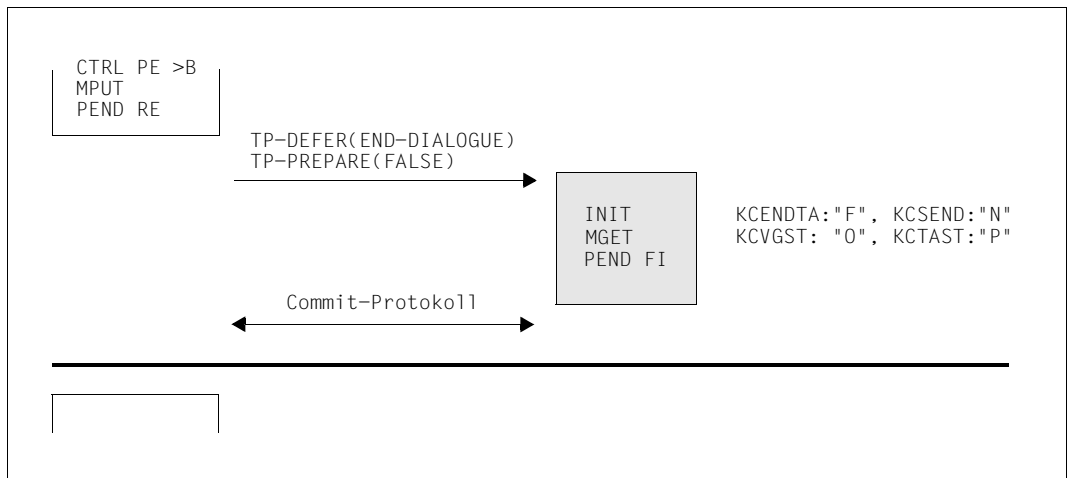 CTRL PE >B
MPUT
PEND RE
TP-DEFER(END-DIALOGUE)
TP-PREPARE(FALSE)
INIT
MGET
PEND FI
KCENDTA:"F", KCSEND:"N"
KCVGST: "O", KCTAST:"P"
Commit-Protokoll